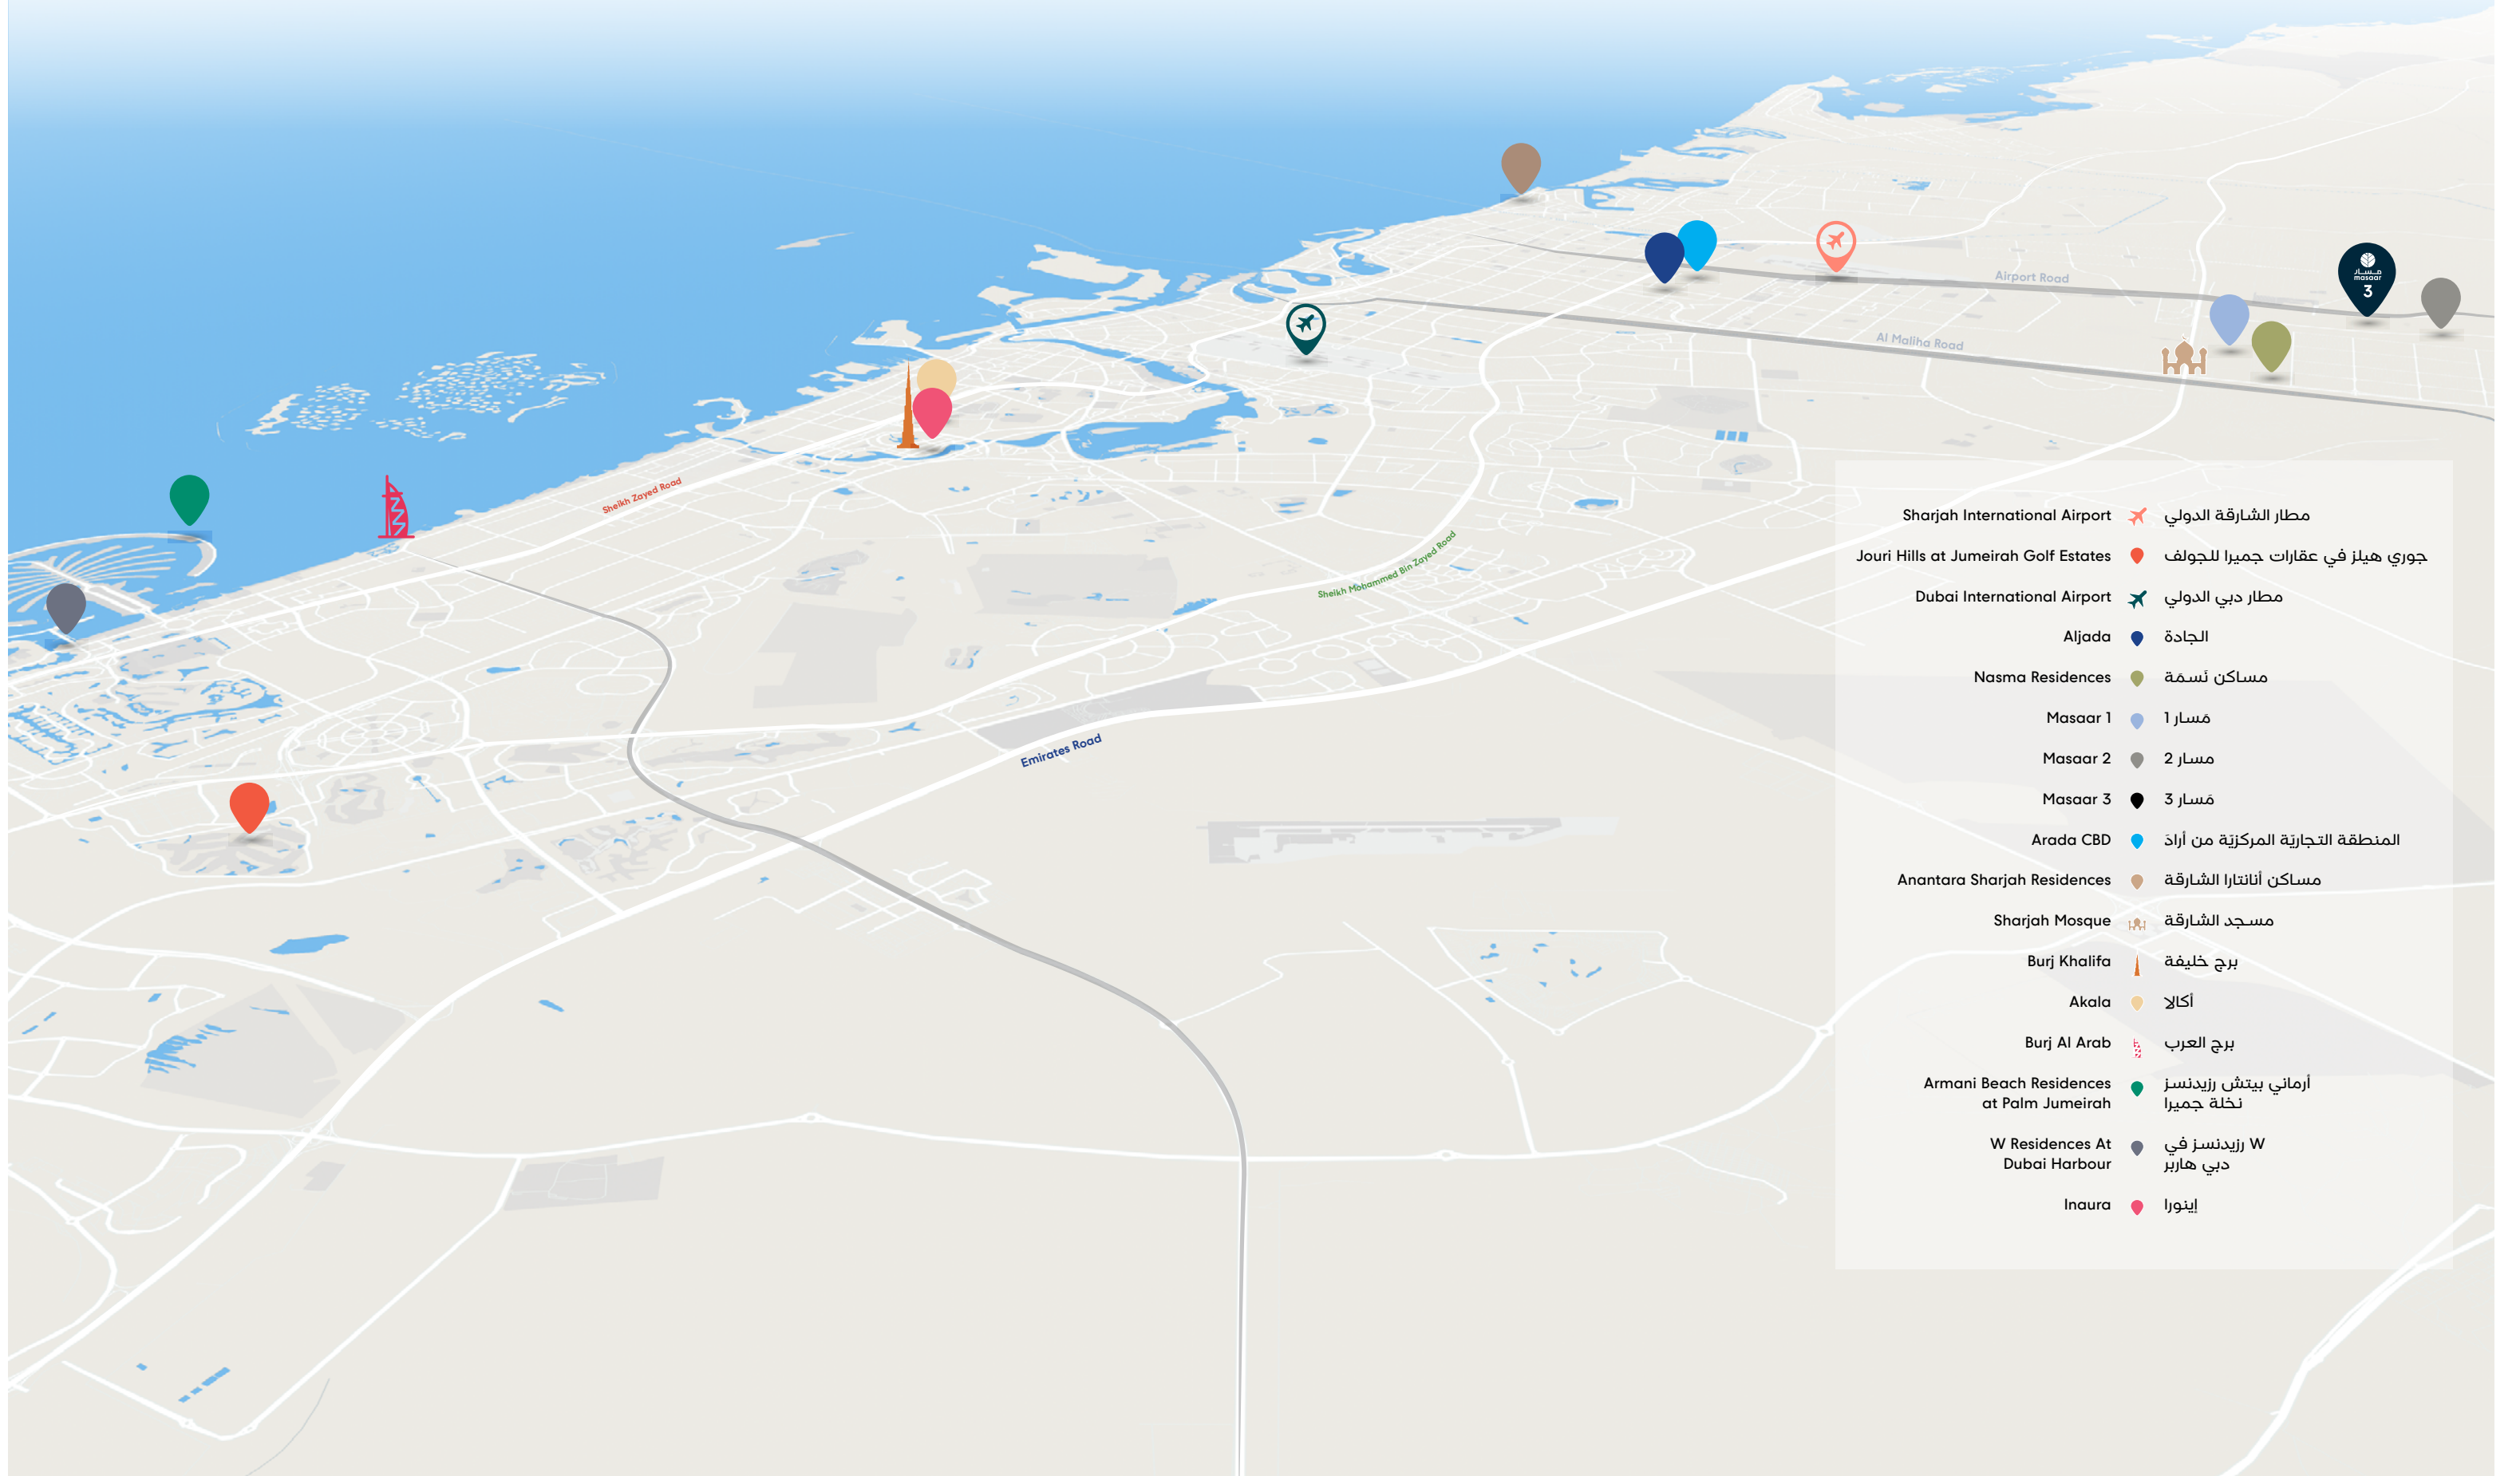 Airport Road
مسار
masaar
3
Al Maliha Road
Sheikh Zayed Road
Sheikh Mohammed Bin Zayed Road
Emirates Road
Sharjah International Airport مطار الشارقة الدولي
Jouri Hills at Jumeirah Golf Estates جوري هيلز في عقارات جميرا للجولف
Dubai International Airport مطار دبي الدولي
Aljada الجادة
Nasma Residences مساكن نَسمَة
Masaar 1 مَسار 1
Masaar 2 مسار 2
Masaar 3 مَسار 3
Arada CBD المنطقة التجاريّة المركزيّة من أرادَ
Anantara Sharjah Residences مساكن أنانتارا الشارقة
Sharjah Mosque مسجد الشارقة
Burj Khalifa برج خليفة
Akala أكالا
Burj Al Arab برج العرب
Armani Beach Residences أرماني بيتش رزيدنسز
at Palm Jumeirah نخلة جميرا
W Residences At W رزيدنسز في
Dubai Harbour دبي هاربر
Inaura إينورا